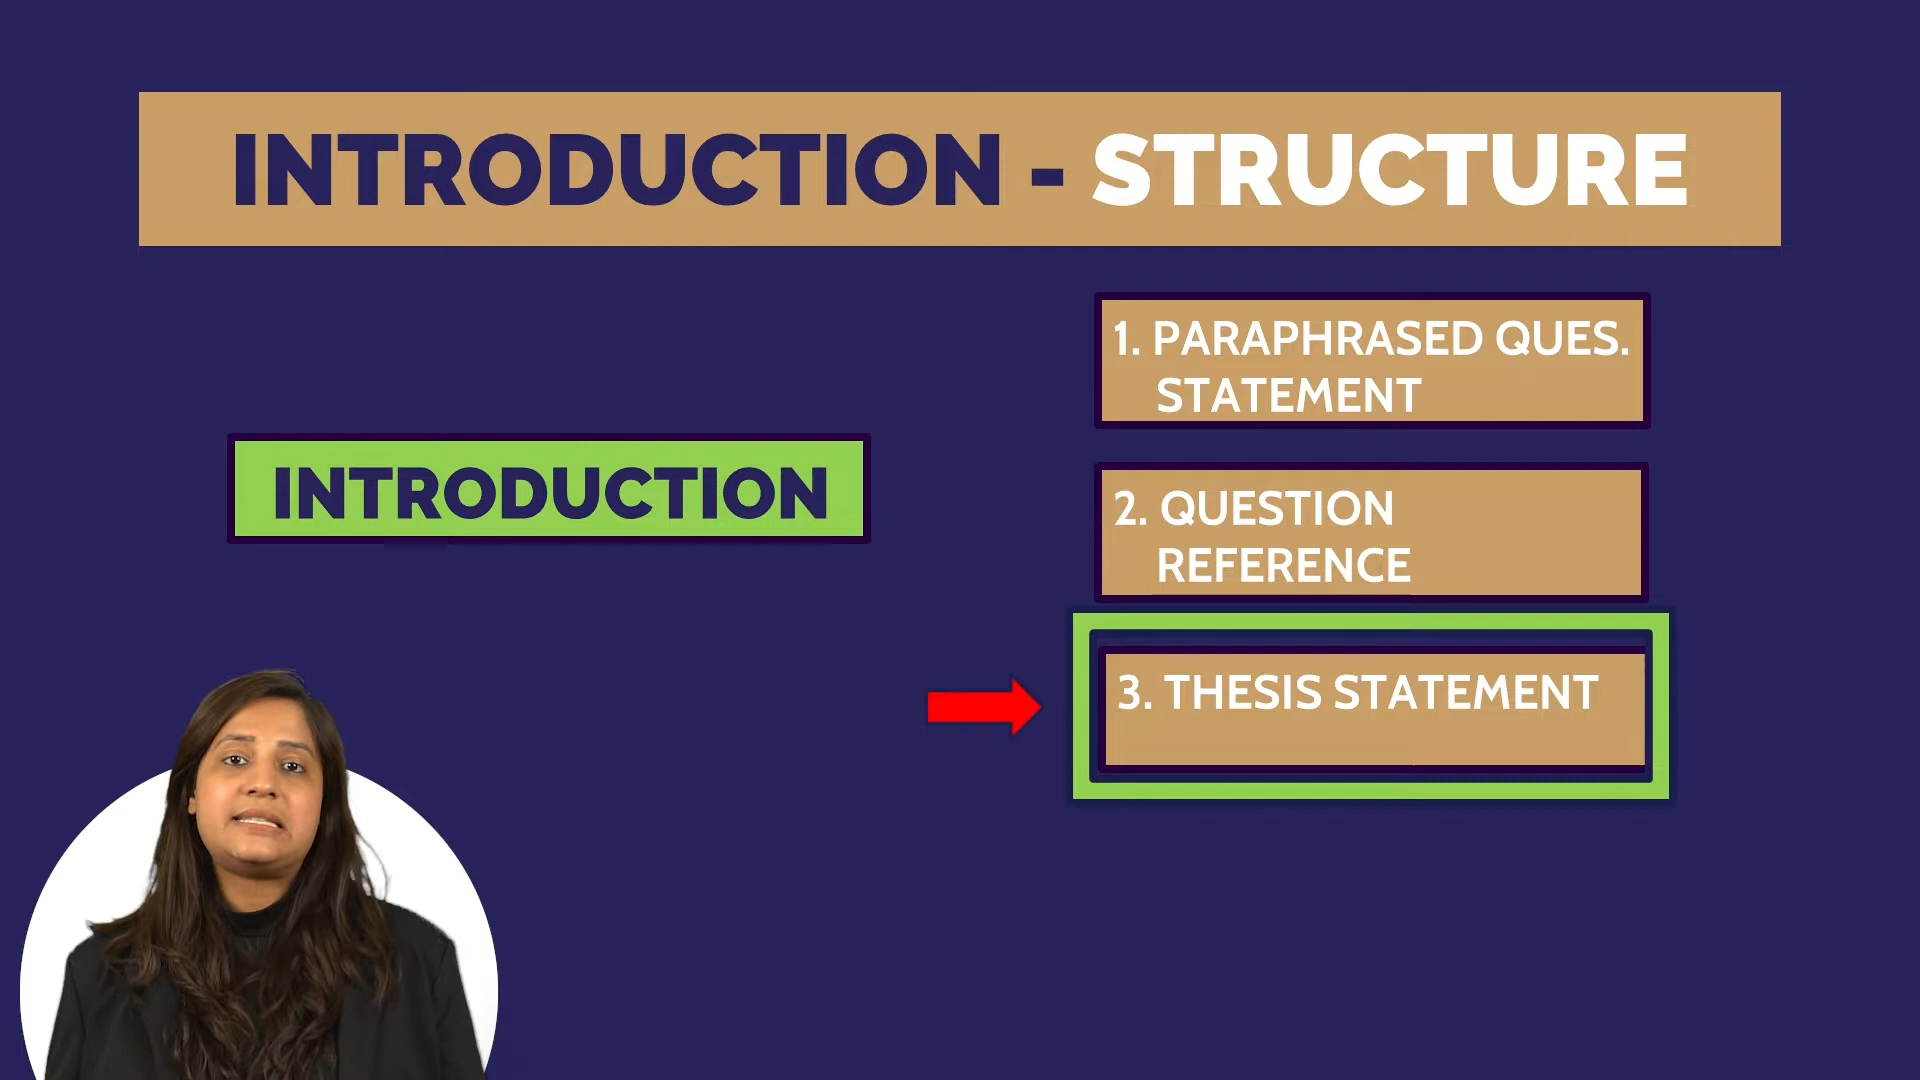 INTRODUCTION - STRUCTURE
1. PARAPHRASED QUES.
STATEMENT
INTRODUCTION
2. QUESTION
REFERENCE
3. THESIS STATEMENT